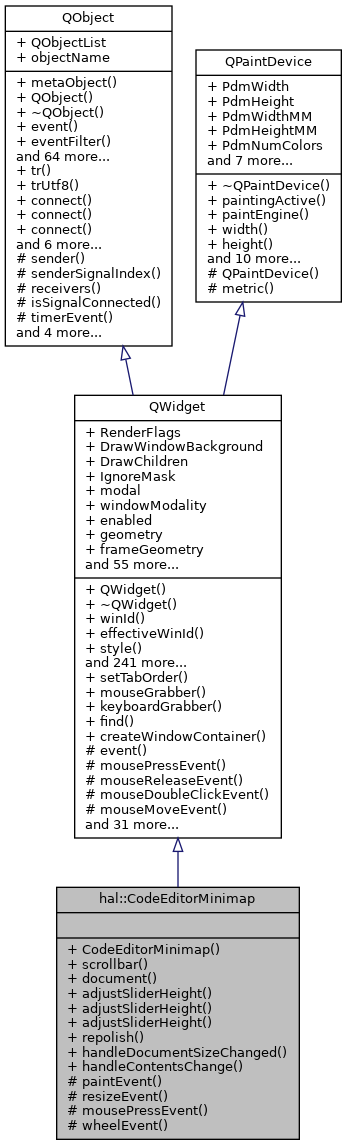 QObject
+ QObjectList
+ objectName
+ metaObject()
+ QObject()
+ ~QObject()
+ event()
+ eventFilter()
and 64 more...
+ tr()
+ trUtf8()
+ connect()
+ connect()
+ connect()
and 6 more...
# sender()
# senderSignalIndex()
# receivers()
# isSignalConnected()
# timerEvent()
and 4 more...
QPaintDevice
+ PdmWidth
+ PdmHeight
+ PdmWidthMM
+ PdmHeightMM
+ PdmNumColors
and 7 more...
+ ~QPaintDevice()
+ paintingActive()
+ paintEngine()
+ width()
+ height()
and 10 more...
# QPaintDevice()
# metric()
QWidget
+ RenderFlags
+ DrawWindowBackground
+ DrawChildren
+ IgnoreMask
+ modal
+ windowModality
+ enabled
+ geometry
+ frameGeometry
and 55 more...
+ QWidget()
+ ~QWidget()
+ winId()
+ effectiveWinId()
+ style()
and 241 more...
+ setTabOrder()
+ mouseGrabber()
+ keyboardGrabber()
+ find()
+ createWindowContainer()
# event()
# mousePressEvent()
# mouseReleaseEvent()
# mouseDoubleClickEvent()
# mouseMoveEvent()
and 31 more...
hal::CodeEditorMinimap
+ CodeEditorMinimap()
+ scrollbar()
+ document()
+ adjustSliderHeight()
+ adjustSliderHeight()
+ adjustSliderHeight()
+ repolish()
+ handleDocumentSizeChanged()
+ handleContentsChange()
# paintEvent()
# resizeEvent()
# mousePressEvent()
# wheelEvent()